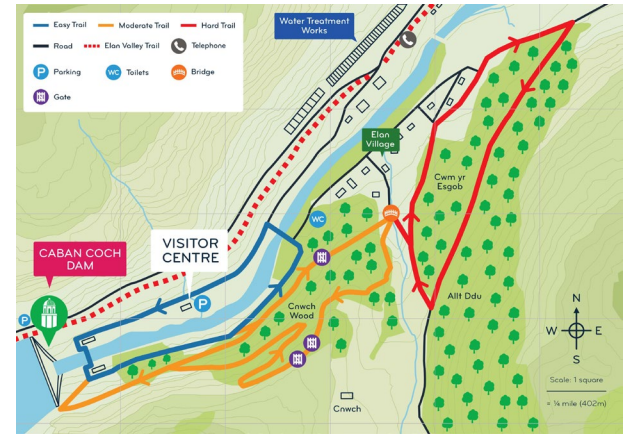 Easy Trail
Moderate Trail
Hard Trail
Road
Elan Valley Trail
Telephone
P
Parking
WC
Toilets
Bridge
Gate
Water Treatment
Works
Elan
Village
Cwm yr
Esgob
WC
VISITOR
CENTRE
CABAN COCH
DAM
P
P
Cnwch
Wood
Allt Ddu
N
W
E
S
Cnwch
Scale: 1 square
= ¼ mile (402m)